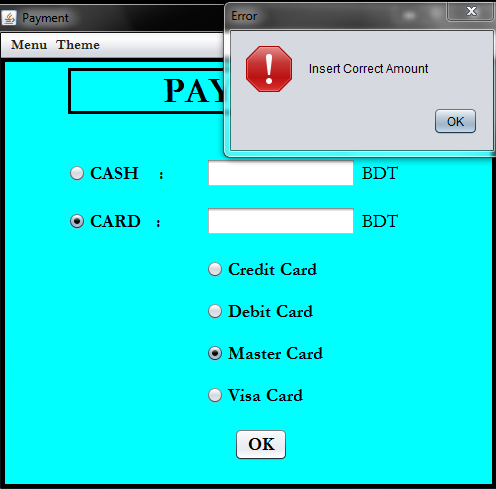 Payment
Error
Menu Theme
Insert Correct Amount
OK
PAY
CASH :
BDT
CARD :
BDT
Credit Card
Debit Card
Master Card
Visa Card
OK